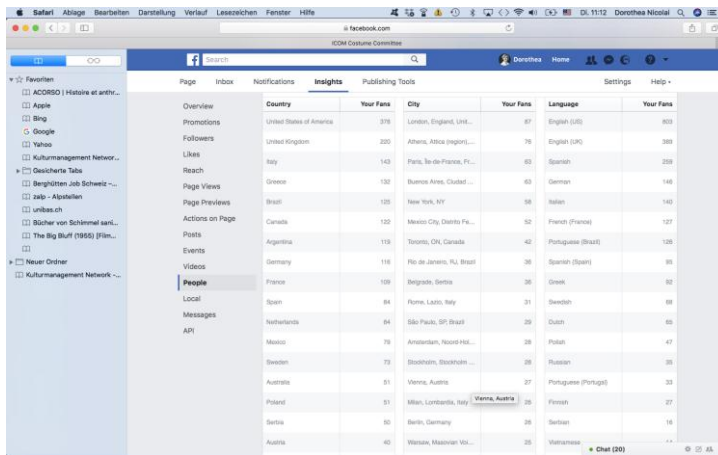 Safari Ablage Bearbeiten Darstellung Verlauf Lesezeichen Fenster Hilfe Di. 11:12 Dorothea Nicolai
facebook.com
ICOM Costume Committee
Favoriten
ACORSO | Histoire et anthr...
Apple
Bing
Google
Yahoo
Kulturmanagement Networ...
Gesicherte Tabs
Berghütten Job Schweiz –...
zalp - Alpstellen
unibas.ch
Bücher von Schimmel sani...
The Big Bluff (1955) [Film...
Neuer Ordner
Kulturmanagement Network -...
Search Dorothea Home
Page Inbox Notifications Insights Publishing Tools Settings Help
Overview
Promotions
Followers
Likes
Reach
Page Views
Page Previews
Actions on Page
Posts
Events
Videos
People
Local
Messages
API
Country Your Fans City Your Fans Language Your Fans
United States of America 376 London, England, Unit... 87 English (US) 803
United Kingdom 220 Athens, Attica (region),... 76 English (UK) 388
Italy 143 Paris, Île-de-France, Fr... 63 Spanish 259
Greece 132 Buenos Aires, Ciudad ... 63 German 146
Brazil 125 New York, NY 58 Italian 140
Canada 122 Mexico City, Distrito Fe... 52 French (France) 127
Argentina 119 Toronto, ON, Canada 42 Portuguese (Brazil) 126
Germany 116 Rio de Janeiro, RJ, Brazil 38 Spanish (Spain) 95
France 109 Belgrade, Serbia 38 Greek 92
Spain 84 Rome, Lazio, Italy 31 Swedish
Netherlands 84 São Paulo, SP, Brazil 29 Dutch
Mexico 79 Amsterdam, Noord-Hol... 28 Polish 47
Sweden 73 Stockholm, Stockholm ... 28 Russian
Australia 51 Vienna, Austria 27 Portuguese (Portugal) 33
Poland 51 Milan, Lombardia, Italy Vienna, Austria 26 Finnish 27
Serbia 50 Berlin, Germany 26 Serbian 18
Austria 40 Warsaw, Masovian Voi... 25 Vietnamese
Chat (20)